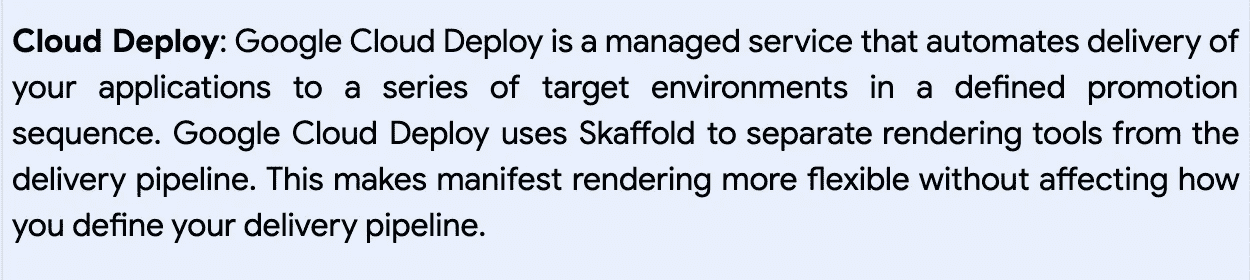 Cloud Deploy: Google Cloud Deploy is a managed service that automates delivery of
your applications to a series of target environments in a defined promotion
sequence. Google Cloud Deploy uses Skaffold to separate rendering tools from the
delivery pipeline. This makes manifest rendering more flexible without affecting how
you define your delivery pipeline.